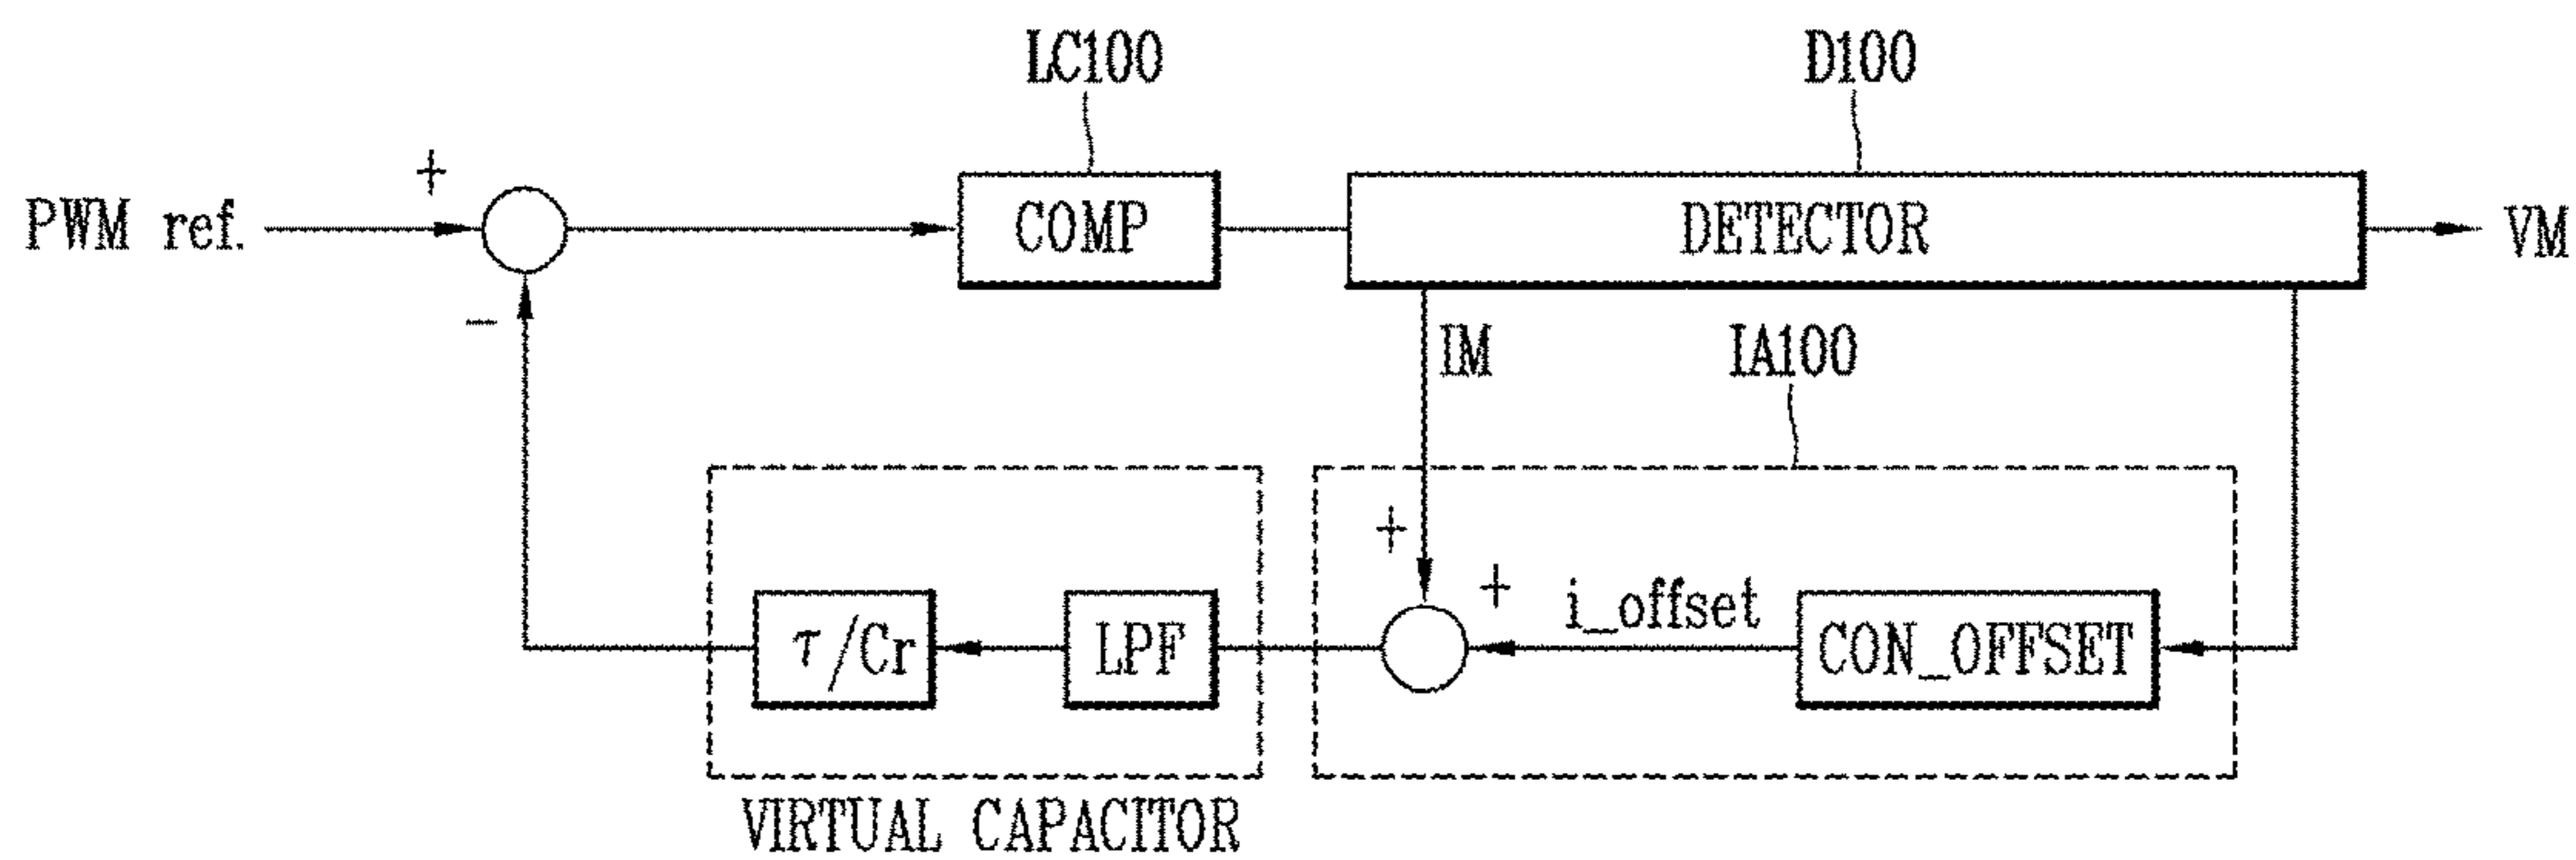 LC100
D100
+
PWM ref.
COMP
DETECTOR
VM
−
IM
IA100
+
+
i_offset
τ/Cr
LPF
CON_OFFSET
VIRTUAL CAPACITOR